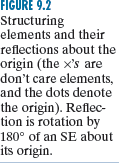 FIGURE 9.2
Structuring
elements and their
reflections about the
origin (the ×’s are
don’t care elements,
and the dots denote
the origin). Reflec-
tion is rotation by
180° of an SE about
its origin.